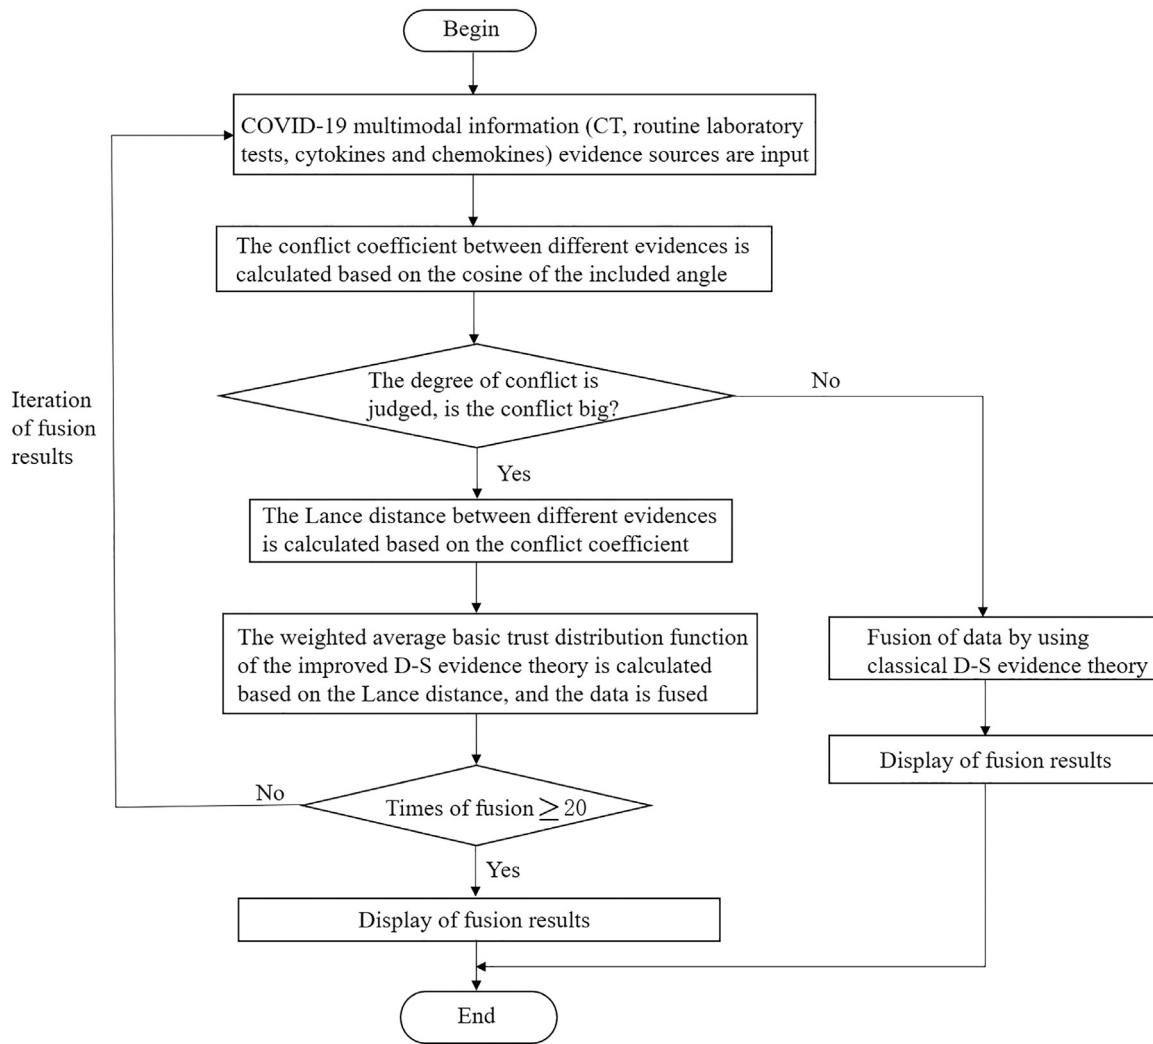 Begin
COVID-19 multimodal information (CT, routine laboratory
tests, cytokines and chemokines) evidence sources are input
The conflict coefficient between different evidences is
calculated based on the cosine of the included angle
The degree of conflict is
judged, is the conflict big?
No
Yes
Iteration
of fusion
results
The Lance distance between different evidences
is calculated based on the conflict coefficient
The weighted average basic trust distribution function
of the improved D-S evidence theory is calculated
based on the Lance distance, and the data is fused
Fusion of data by using
classical D-S evidence theory
Display of fusion results
No
Times of fusion ≥ 20
Yes
Display of fusion results
End